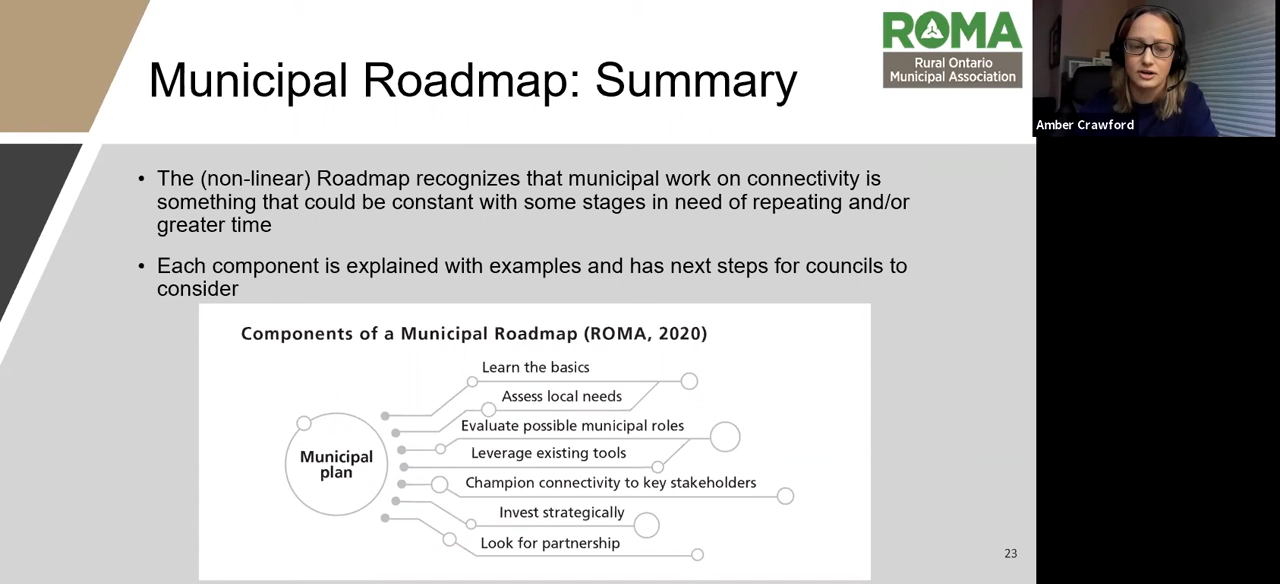 ROMA
Rural Ontario
Municipal Association
Municipal Roadmap: Summary
Amber Crawford
• The (non-linear) Roadmap recognizes that municipal work on connectivity is
something that could be constant with some stages in need of repeating and/or
greater time
• Each component is explained with examples and has next steps for councils to
consider
Components of a Municipal Roadmap (ROMA, 2020)
Municipal
plan
Learn the basics
Assess local needs
Evaluate possible municipal roles
Leverage existing tools
Champion connectivity to key stakeholders
Invest strategically
Look for partnership
23